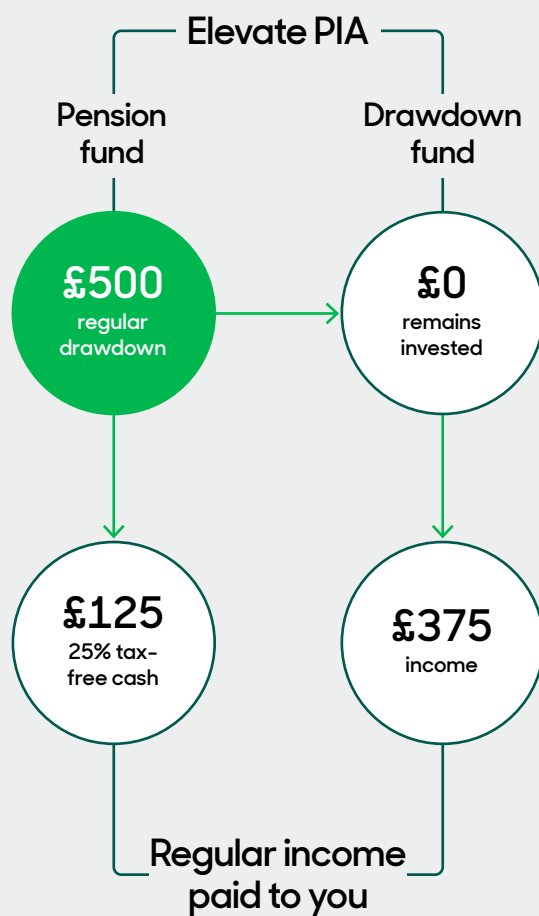 Elevate PIA
Pension
fund
Drawdown
fund
£500
regular
drawdown
£0
remains
invested
£125
25% tax-
free cash
£375
income
Regular income
paid to you